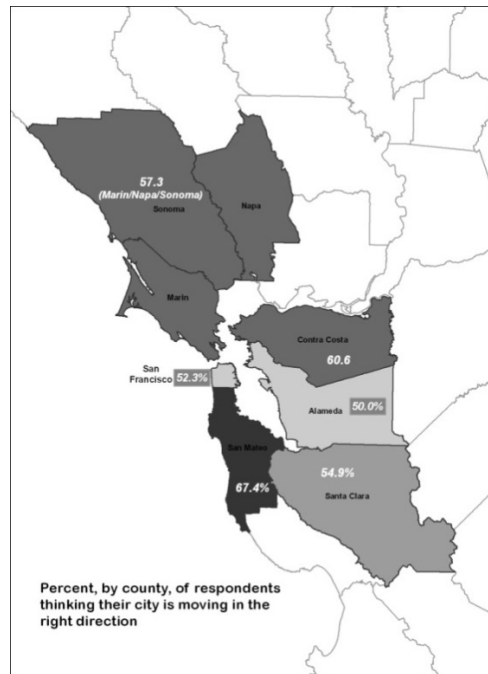 57.3
(Marin/Napa/Sonoma)
Sonoma
Napa
Marin
Contra Costa
60.6
San
Francisco
52.3%
Alameda
50.0%
San Mateo
67.4%
54.9%
Santa Clara
Percent, by county, of respondents
thinking their city is moving in the
right direction